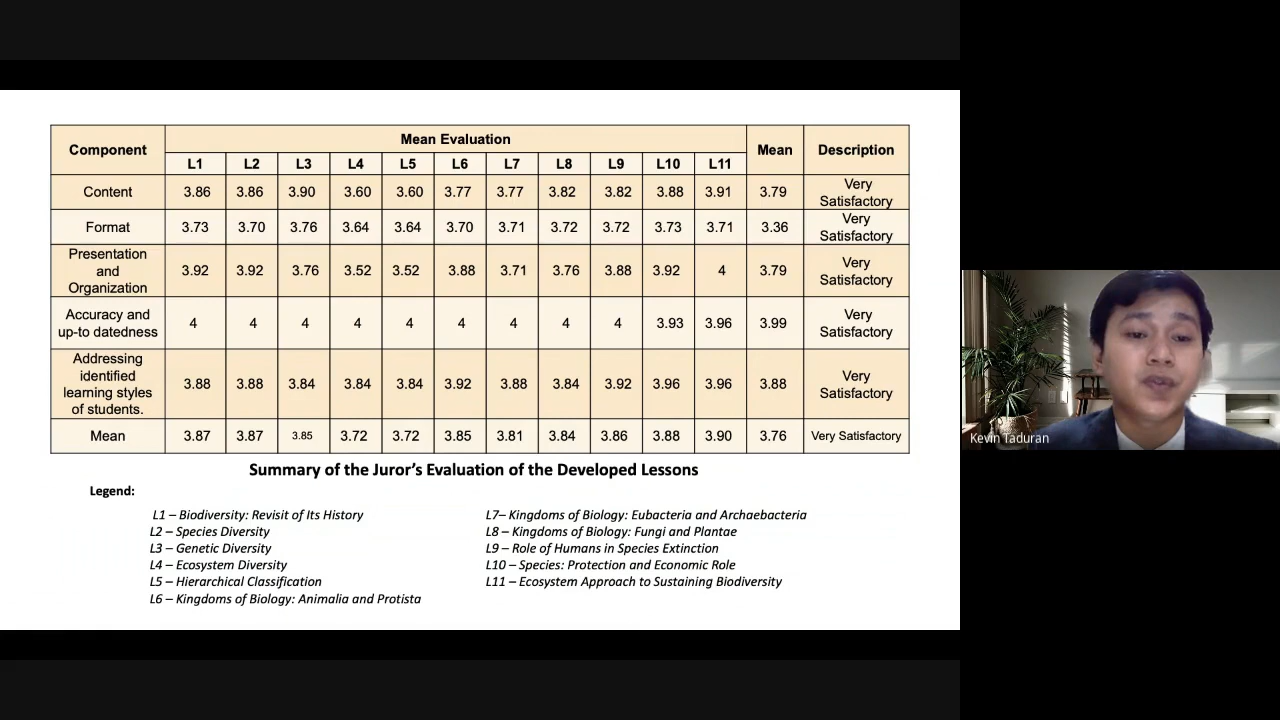 Component Mean Evaluation Mean Description
L1 L2 L3 L4 L5 L6 L7 L8 L9 L10 L11
Content 3.86 3.86 3.90 3.60 3.60 3.77 3.77 3.82 3.82 3.88 3.91 3.79 Very Satisfactory
Format 3.73 3.70 3.76 3.64 3.64 3.70 3.71 3.72 3.72 3.73 3.71 3.36 Very Satisfactory
Presentation and Organization 3.92 3.92 3.76 3.52 3.52 3.88 3.71 3.76 3.88 3.92 4 3.79 Very Satisfactory
Accuracy and up-to datedness 4 4 4 4 4 4 4 4 4 3.93 3.96 3.99 Very Satisfactory
Addressing identified learning styles of students. 3.88 3.88 3.84 3.84 3.84 3.92 3.88 3.84 3.92 3.96 3.96 3.88 Very Satisfactory
Mean 3.87 3.87 3.85 3.72 3.72 3.85 3.81 3.84 3.86 3.88 3.90 3.76 Very Satisfactory
Summary of the Juror's Evaluation of the Developed Lessons
Legend:
L1 – Biodiversity: Revisit of Its History
L2 – Species Diversity
L3 – Genetic Diversity
L4 – Ecosystem Diversity
L5 – Hierarchical Classification
L6 – Kingdoms of Biology: Animalia and Protista
L7– Kingdoms of Biology: Eubacteria and Archaebacteria
L8 – Kingdoms of Biology: Fungi and Plantae
L9 – Role of Humans in Species Extinction
L10 – Species: Protection and Economic Role
L11 – Ecosystem Approach to Sustaining Biodiversity
Kevin Taduran